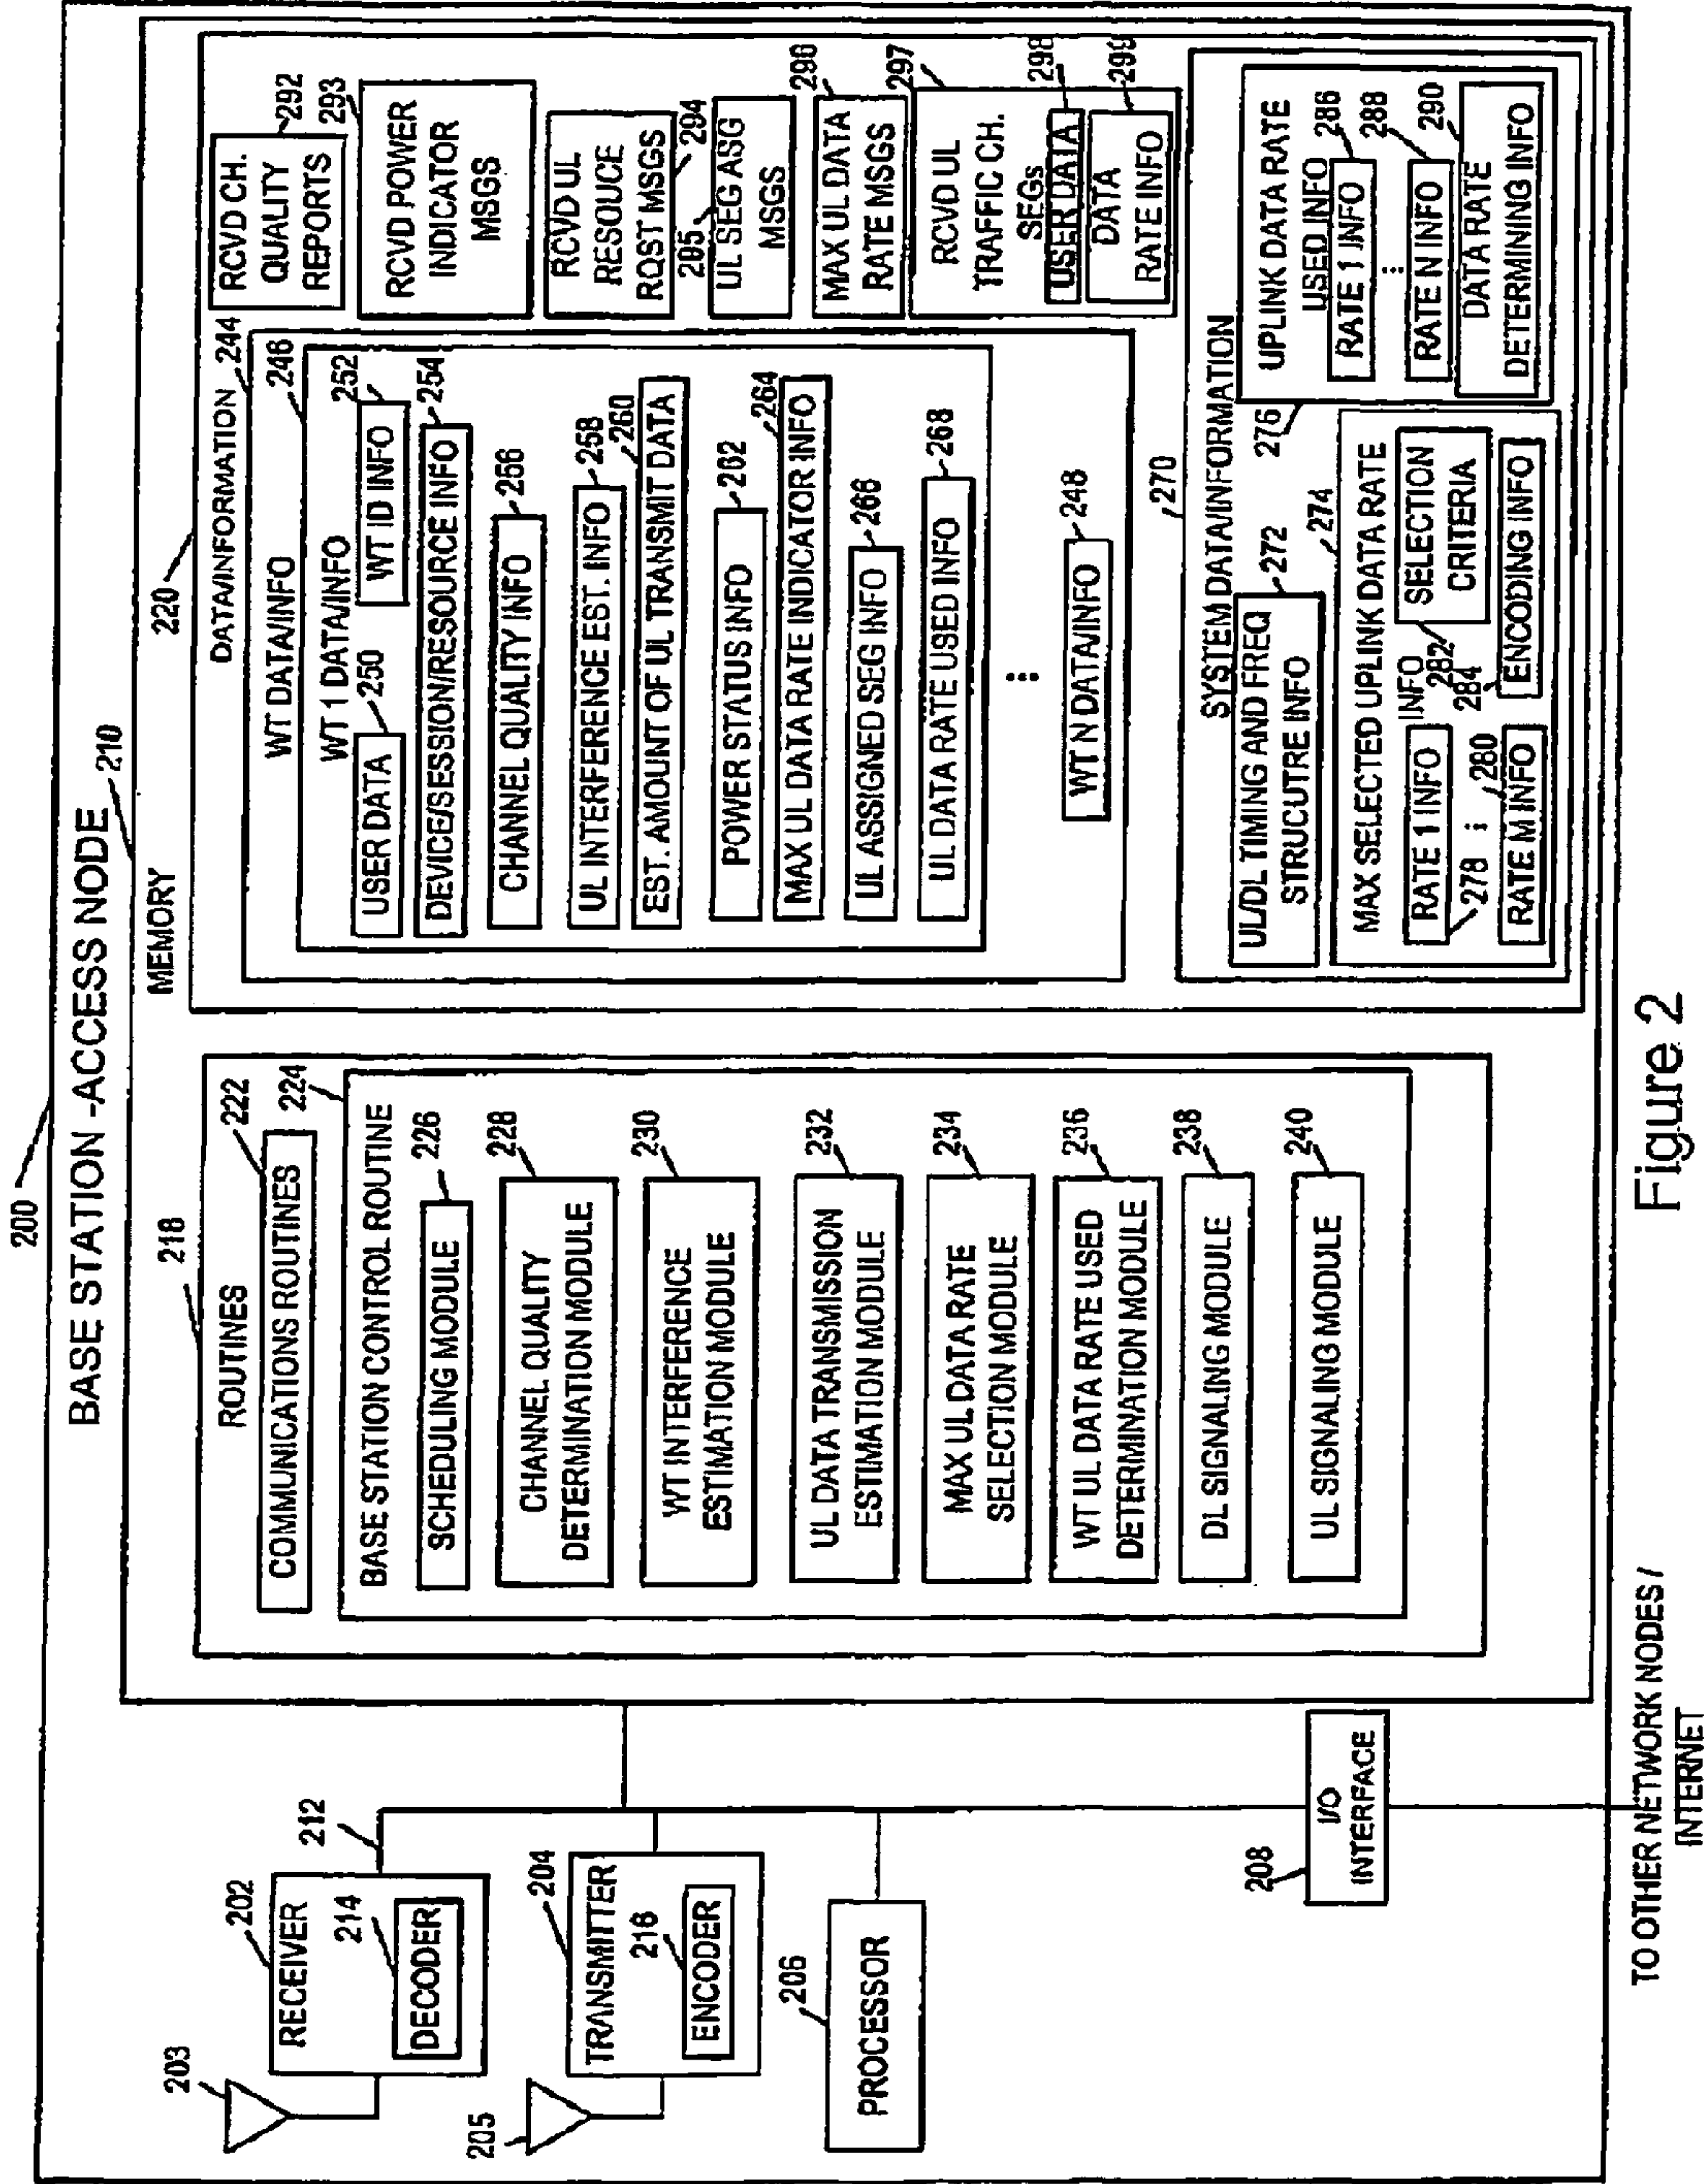 200
BASE STATION -ACCESS NODE
210
203
202
RECEIVER
214
DECODER
212
205
204
TRANSMITTER
216
ENCODER
206
PROCESSOR
208
I/O
INTERFACE
TO OTHER NETWORK NODES /
INTERNET
MEMORY
218
ROUTINES
222
COMMUNICATIONS ROUTINES
224
BASE STATION CONTROL ROUTINE
226
SCHEDULING MODULE
228
CHANNEL QUALITY
DETERMINATION MODULE
230
WT INTERFERENCE
ESTIMATION MODULE
232
UL DATA TRANSMISSION
ESTIMATION MODULE
234
MAX UL DATA RATE
SELECTION MODULE
236
WT UL DATA RATE USED
DETERMINATION MODULE
238
DL SIGNALING MODULE
240
UL SIGNALING MODULE
220
DATA/INFORMATION
244
WT DATA/INFO
246
WT 1 DATA/INFO
252
250
USER DATA
WT ID INFO
254
DEVICE/SESSION/RESOURCE INFO
256
CHANNEL QUALITY INFO
258
UL INTERFERENCE EST. INFO
260
EST. AMOUNT OF UL TRANSMIT DATA
262
POWER STATUS INFO
264
MAX UL DATA RATE INDICATOR INFO
266
UL ASSIGNED SEG INFO
268
UL DATA RATE USED INFO
...
248
WT N DATA/INFO
RCVD CH.
QUALITY
REPORTS
292
293
RCVD POWER
INDICATOR
MSGS
RCVD UL
RESOUCE
RQST MSGS
294
295
UL SEG ASG
MSGS
296
MAX UL DATA
RATE MSGS
297
RCVD UL
TRAFFIC CH.
SEGs
298
USER DATA
299
DATA
RATE INFO
270
SYSTEM DATA/INFORMATION
272
UL/DL TIMING AND FREQ
STRUCUTRE INFO
274
MAX SELECTED UPLINK DATA RATE
INFO
RATE 1 INFO
278
:
280
RATE M INFO
282
SELECTION
CRITERIA
284
ENCODING INFO
276
UPLINK DATA RATE
USED INFO
286
RATE 1 INFO
...
288
RATE N INFO
290
DATA RATE
DETERMINING INFO
Figure 2